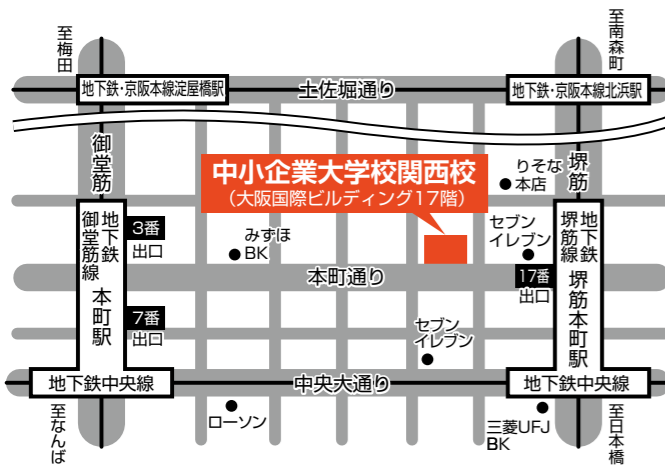 至梅田
至南森町
地下鉄・京阪本線淀屋橋駅
土佐堀通り
地下鉄・京阪本線北浜駅
御堂筋
堺筋
中小企業大学校関西校
（大阪国際ビルディング17階）
りそな
本店
地下鉄
御堂筋線
本町駅
3番
出口
みずほ
BK
セブン
イレブン
地下鉄
堺筋線
堺筋本町駅
本町通り
17番
出口
7番
出口
セブン
イレブン
地下鉄中央線
中央大通り
地下鉄中央線
ローソン
三菱UFJ
BK
至なんば
至日本橋